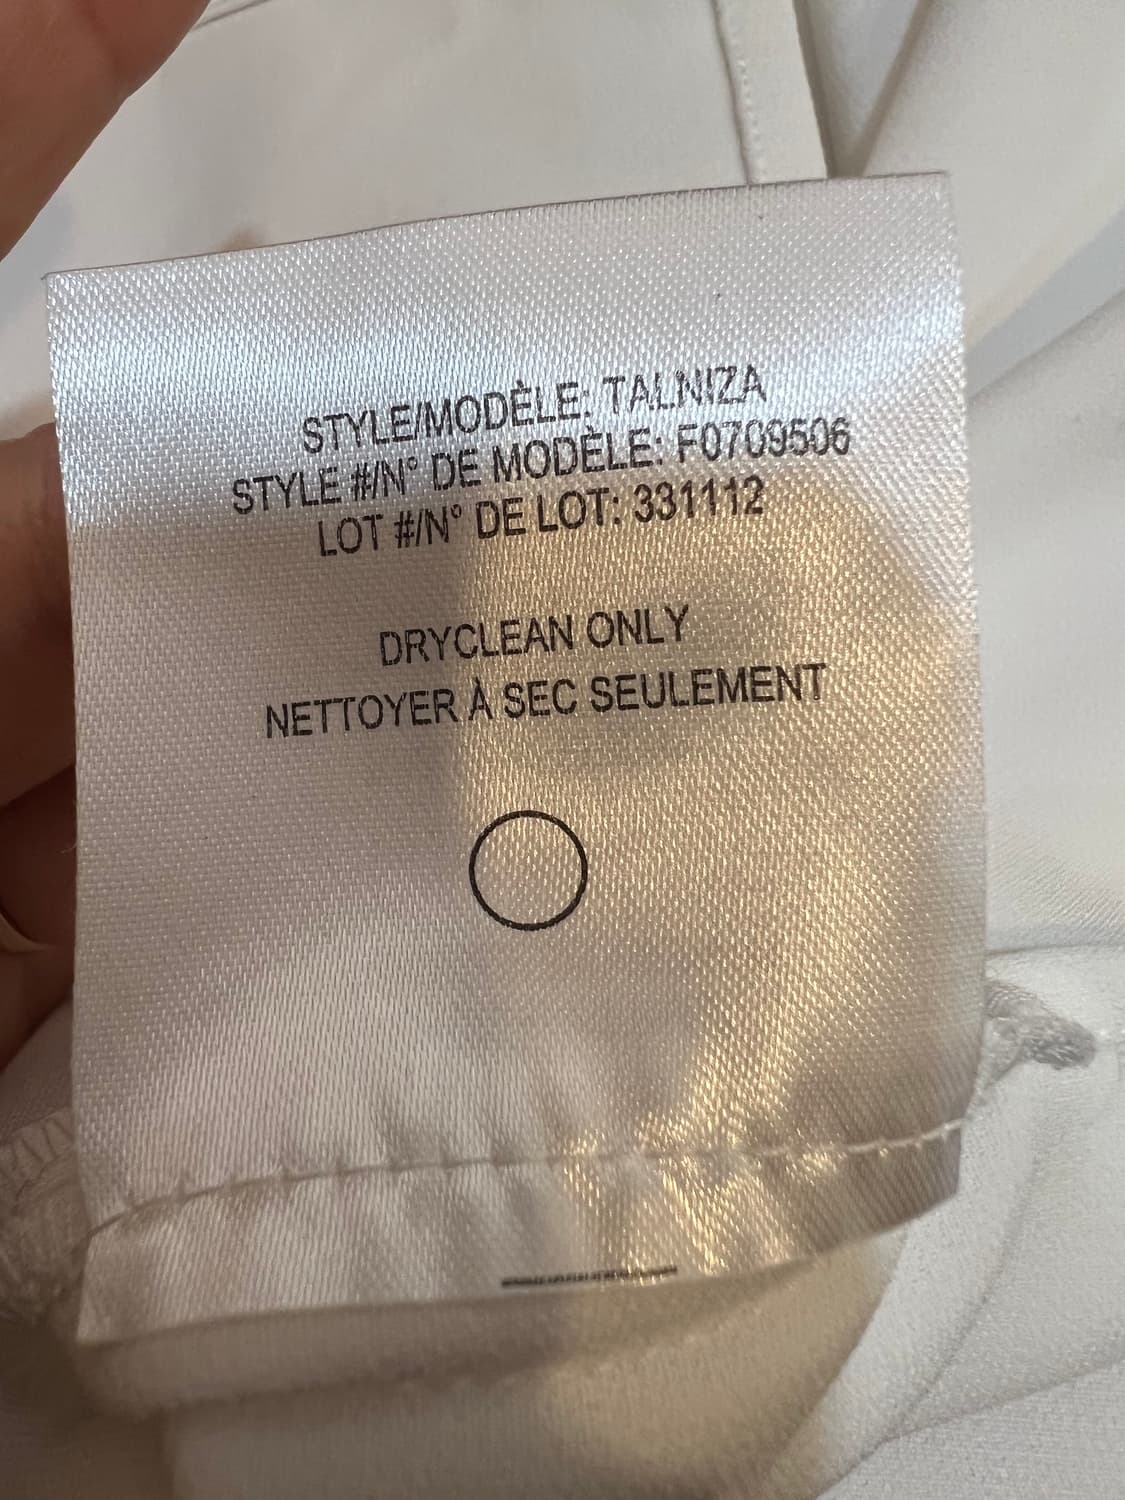 STYLE/MODÈLE: TALNIZA
STYLE #/N° DE MODÈLE: F0709506
LOT #/N° DE LOT: 331112
DRYCLEAN ONLY
NETTOYER À SEC SEULEMENT